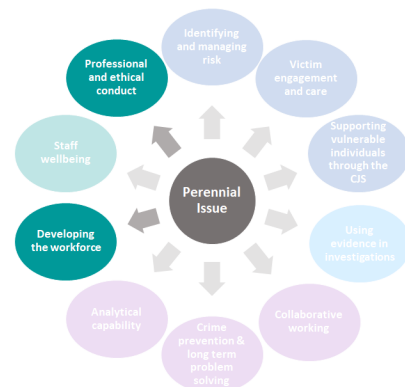 Identifying
and managing
risk
Victim
engagement
and care
Supporting
vulnerable
individuals
through the
CJS
Using
evidence in
investigations
Collaborative
working
Crime
prevention &
long term
problem
solving
Analytical
capability
Developing
the workforce
Staff
wellbeing
Professional
and ethical
conduct
Perennial
Issue